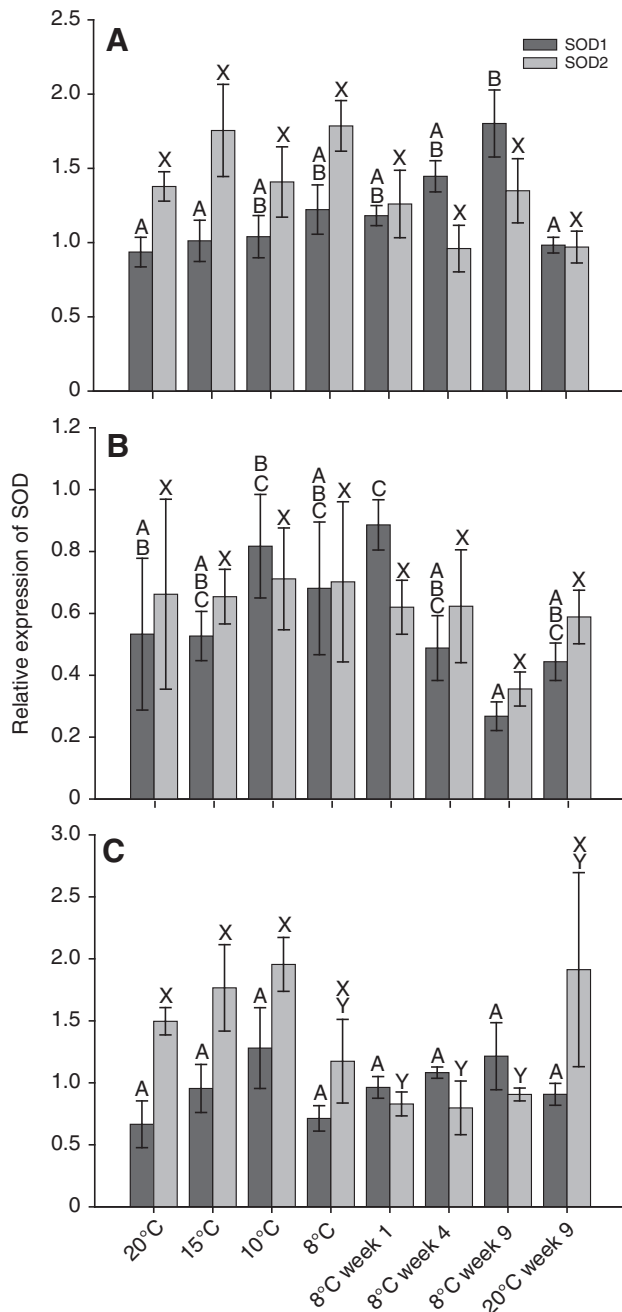 A
SOD1
SOD2
2.5
2.0
1.5
1.0
0.5
0
A X A X A B X A B X A B X A B X B X A X
B
1.2
1.0
0.8
0.6
0.4
0.2
0
A B X A B C X B C X A B C X C X A B C X A X A B C X
Relative expression of SOD
C
3.0
2.5
2.0
1.5
1.0
0.5
0
A X A X A X A X Y A Y A Y A Y A X Y
20°C
15°C
10°C
8°C
8°C week 1
8°C week 4
8°C week 9
20°C week 9